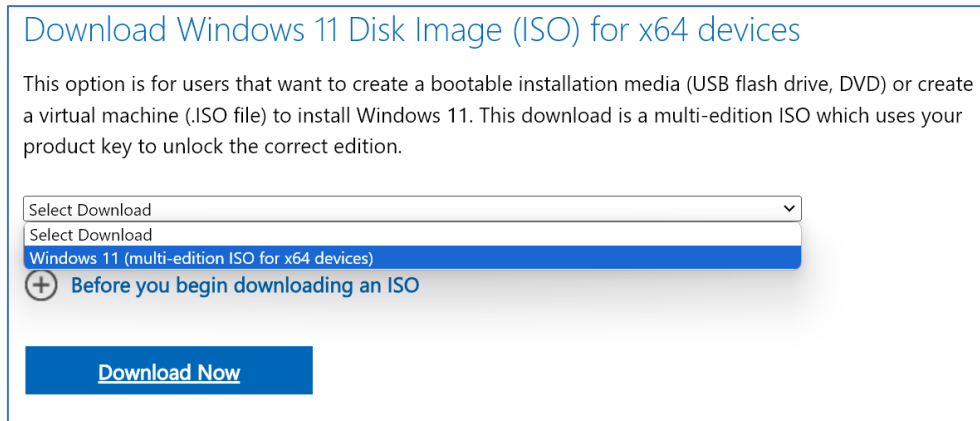 Download Windows 11 Disk Image (ISO) for x64 devices
This option is for users that want to create a bootable installation media (USB flash drive, DVD) or create
a virtual machine (.ISO file) to install Windows 11. This download is a multi-edition ISO which uses your
product key to unlock the correct edition.
Select Download
Select Download
Windows 11 (multi-edition ISO for x64 devices)
Before you begin downloading an ISO
Download Now